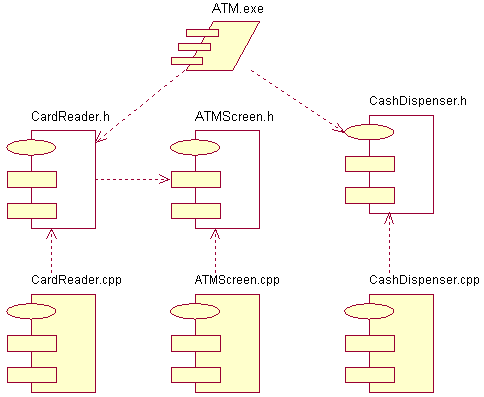 ATM.exe
CardReader.h
ATMScreen.h
CashDispenser.h
CardReader.cpp
ATMScreen.cpp
CashDispenser.cpp